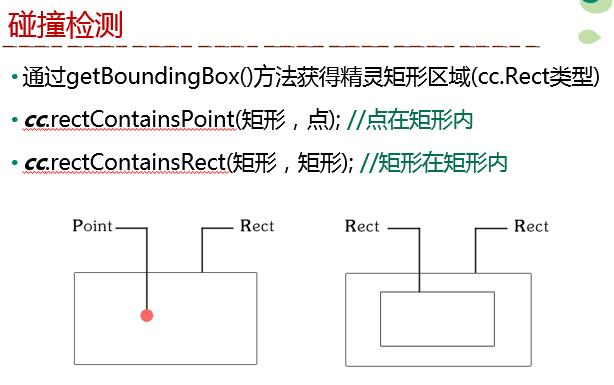 碰撞检测
•通过getBoundingBox()方法获得精灵矩形区域(cc.Rect类型)
•cc.rectContainsPoint(矩形，点); //点在矩形内
•cc.rectContainsRect(矩形，矩形); //矩形在矩形内
Point Rect Rect Rect